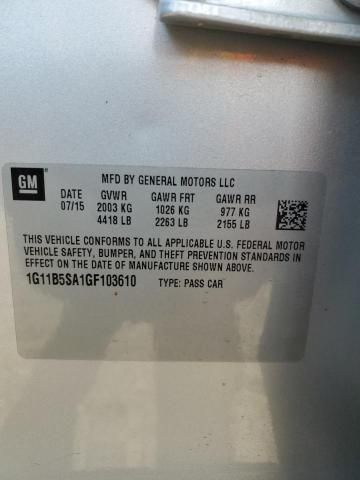 GM
MFD BY GENERAL MOTORS LLC
DATE GVWR GAWR FRT GAWR RR
07/15 2003 KG 1026 KG 977 KG
4418 LB 2263 LB 2155 LB
THIS VEHICLE CONFORMS TO ALL APPLICABLE U.S. FEDERAL MOTOR
VEHICLE SAFETY, BUMPER, AND THEFT PREVENTION STANDARDS
IN EFFECT ON THE DATE OF MANUFACTURE SHOWN ABOVE.
1G11B5SA1GF103610 TYPE: PASS CAR